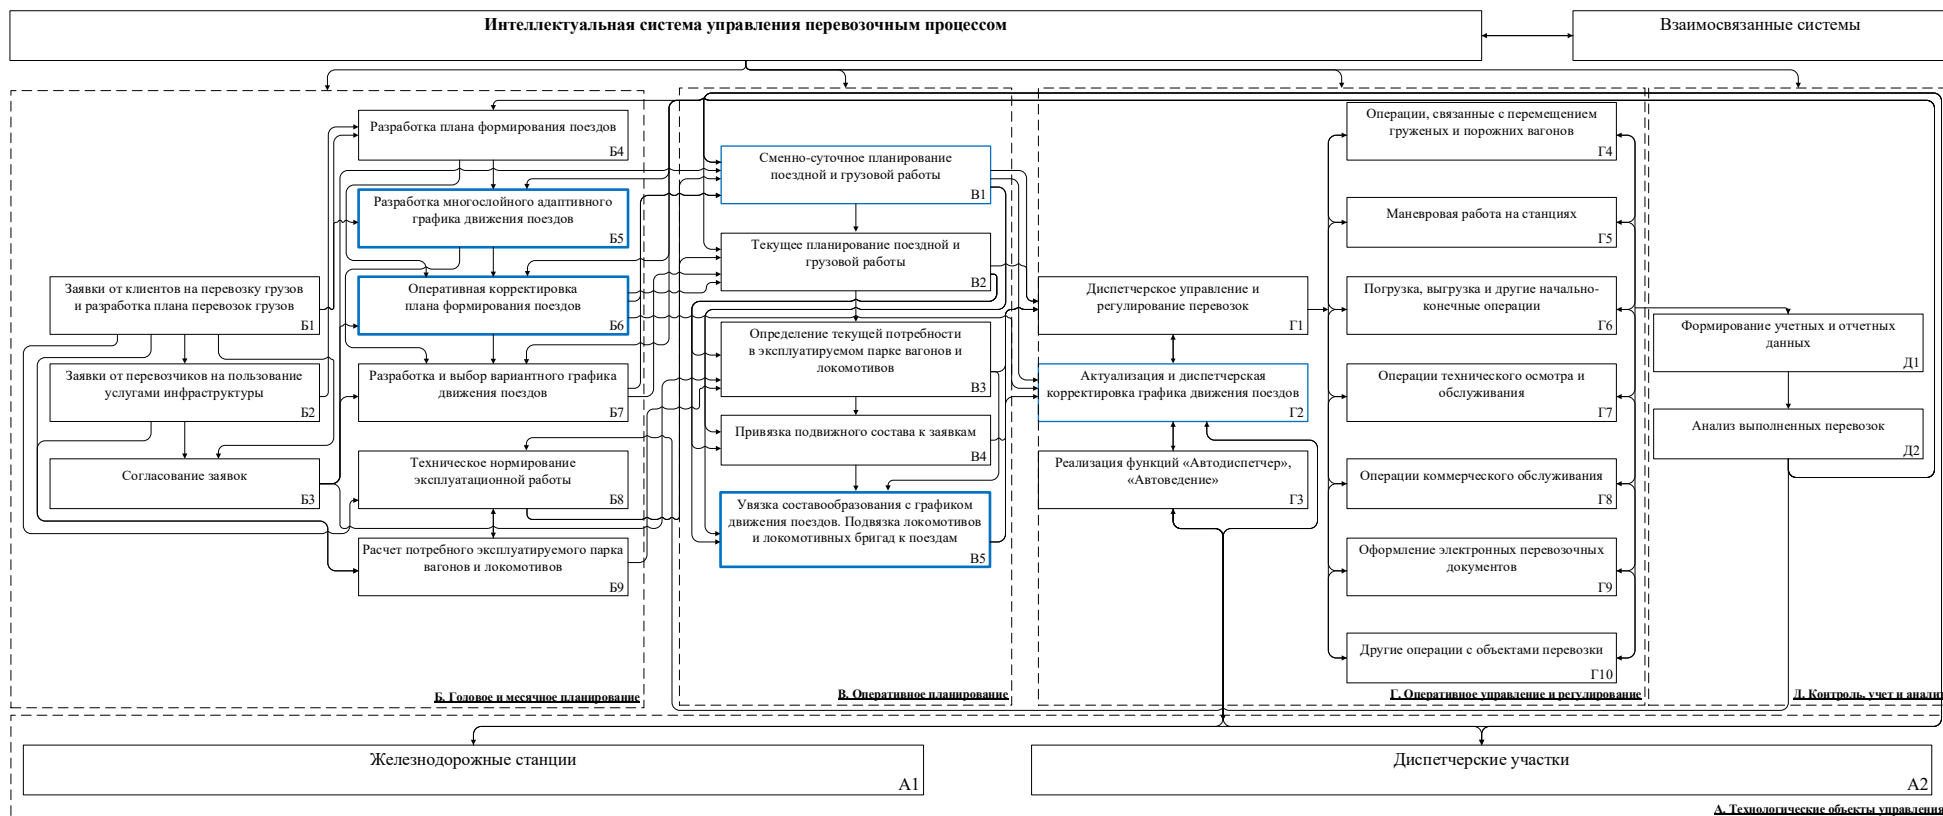 Интеллектуальная система управления перевозочным процессом
Взаимосвязанные системы
Заявки от клиентов на перевозку грузов
и разработка плана перевозок грузов
Б1
Заявки от перевозчиков на пользование
услугами инфраструктуры
Б2
Согласование заявок
Б3
Разработка плана формирования поездов
Б4
Разработка многослойного адаптивного
графика движения поездов
Б5
Оперативная корректировка
плана формирования поездов
Б6
Разработка и выбор вариантного графика
движения поездов
Б7
Техническое нормирование
эксплуатационной работы
Б8
Расчет потребного эксплуатируемого парка
вагонов и локомотивов
Б9
Б. Годовое и месячное планирование
Сменно-суточное планирование
поездной и грузовой работы
В1
Текущее планирование поездной и
грузовой работы
В2
Определение текущей потребности
в эксплуатируемом парке вагонов и
локомотивов
В3
Привязка подвижного состава к заявкам
В4
Увязка составообразования с графиком
движения поездов. Подвязка локомотивов
и локомотивных бригад к поездам
В5
В. Оперативное планирование
Диспетчерское управление и
регулирование перевозок
Г1
Актуализация и диспетчерская
корректировка графика движения поездов
Г2
Реализация функций «Автодиспетчер»,
«Автоведение»
Г3
Операции, связанные с перемещением
груженых и порожних вагонов
Г4
Маневровая работа на станциях
Г5
Погрузка, выгрузка и другие начально-
конечные операции
Г6
Операции технического осмотра и
обслуживания
Г7
Операции коммерческого обслуживания
Г8
Оформление электронных перевозочных
документов
Г9
Другие операции с объектами перевозки
Г10
Г. Оперативное управление и регулирование
Формирование учетных и отчетных
данных
Д1
Анализ выполненных перевозок
Д2
Д. Контроль, учет и анализ
Железнодорожные станции
А1
Диспетчерские участки
А2
А. Технологические объекты управления